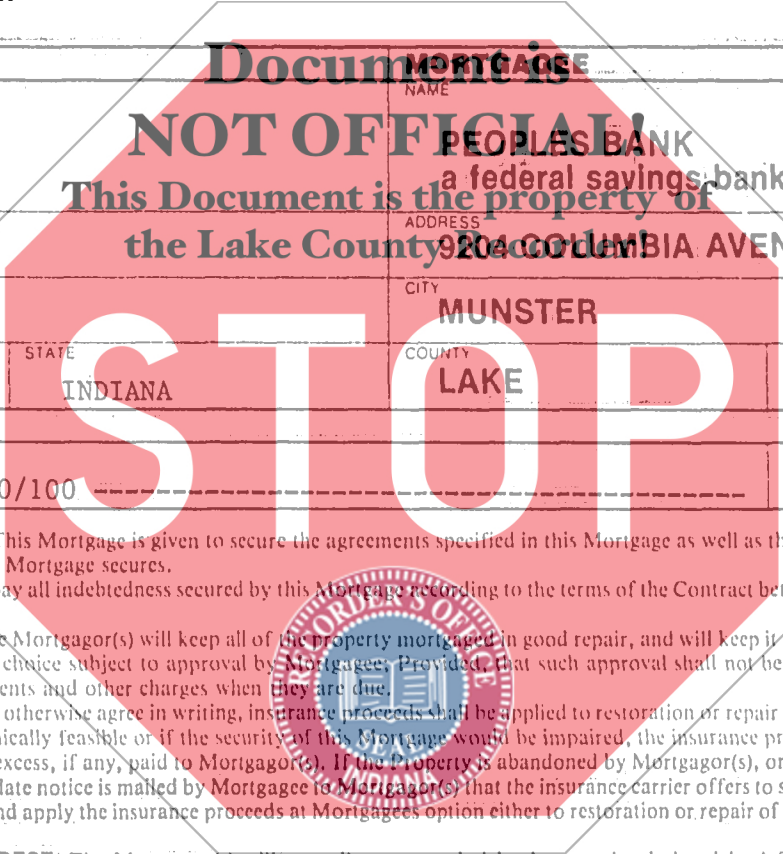 Document is
NOT OFFICIAL!
This Document is the property of
the Lake County Recorder!
STOP
MORTGAGEE
NAME
PEOPLES BANK
a federal savings bank
ADDRESS
9204 COLUMBIA AVEN
CITY
MUNSTER
STATE
INDIANA
COUNTY
LAKE
0/100
his Mortgage is given to secure the agreements specified in this Mortgage as well as th
Mortgage secures.
ay all indebtedness secured by this Mortgage according to the terms of the Contract bet
e Mortgagor(s) will keep all of the property mortgaged in good repair, and will keep it
choice subject to approval by Mortgagee, Provided, that such approval shall not be
ents and other charges when they are due.
otherwise agree in writing, insurance proceeds shall be applied to restoration or repair
nically feasible or if the security of this Mortgage would be impaired, the insurance pr
excess, if any, paid to Mortgagor(s). If the Property is abandoned by Mortgagor(s), or
late notice is mailed by Mortgagee to Mortgagor(s) that the insurance carrier offers to s
nd apply the insurance proceeds at Mortgagees option either to restoration or repair of
RECORDER'S OFFICE
SEAL
INDIANA